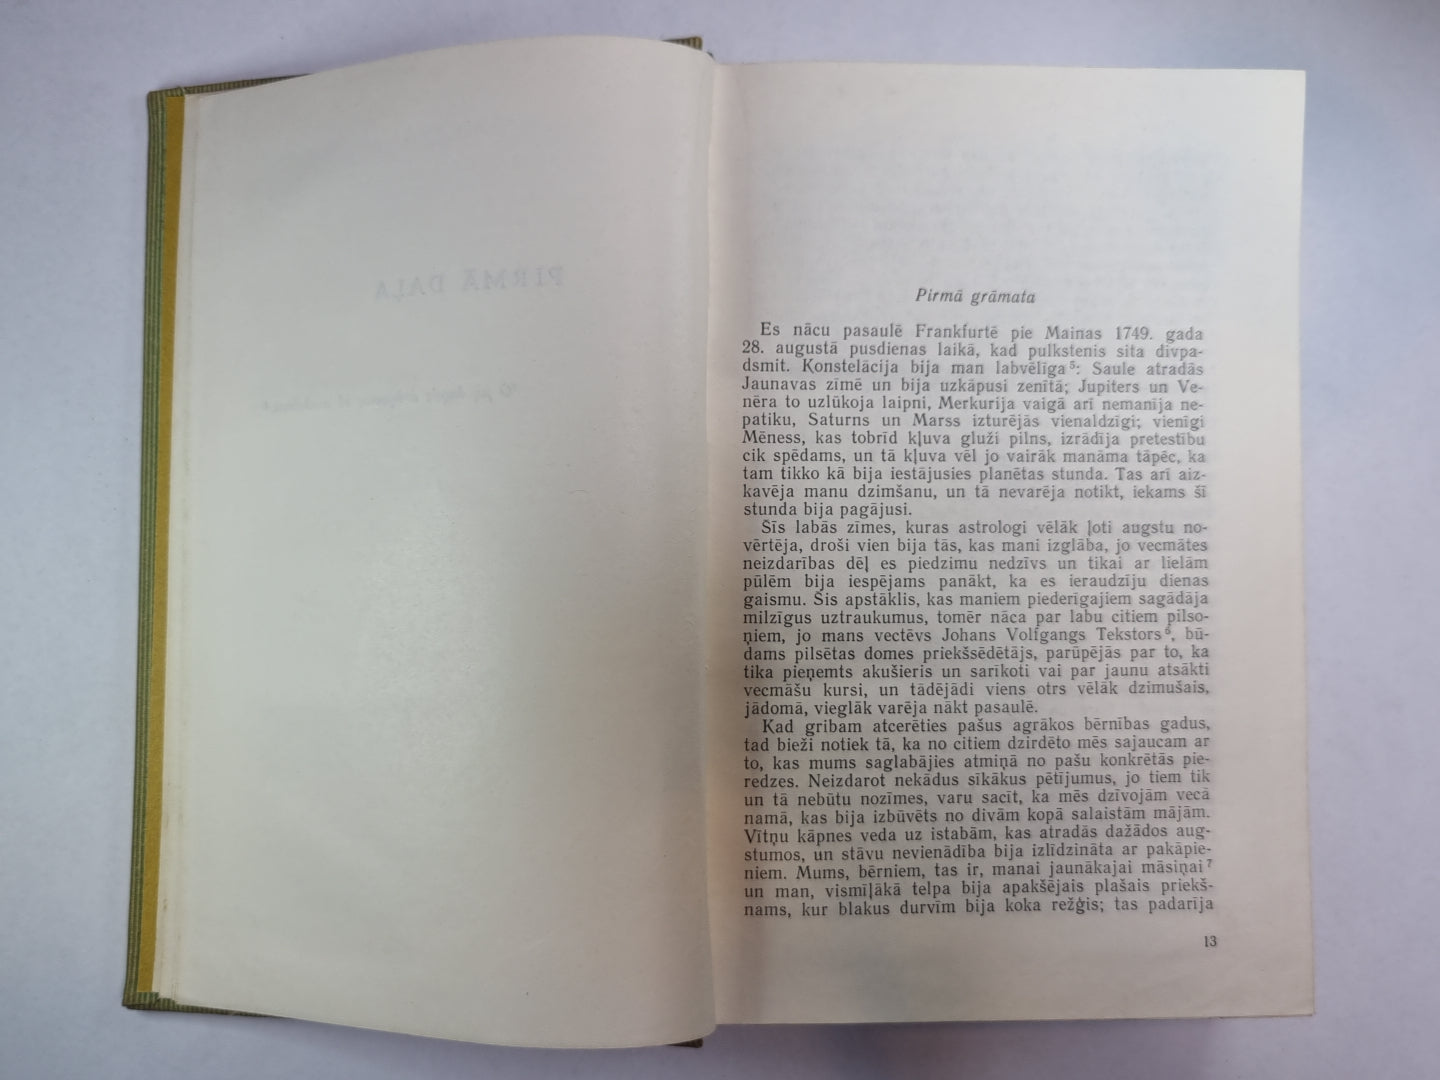 PIRMĀ DAĻA
Pirmā grāmata
Es nācu pasaulē Frankfurtē pie Mainas 1749. gada
28. augustā pusdienas laikā, kad pulkstenis sita divpa-
dsmit. Konstelācija bija man labvēlīga⁵: Saule atradās
Jaunavas zīmē un bija uzkāpusi zenītā; Jupiters un Ve-
nēra to uzlūkoja laipni, Merkurija vaigā arī nemanīja ne-
patiku, Saturns un Marss izturējās vienaldzīgi; vienīgi
Mēness, kas tobrīd kļuva gluži pilns, izrādīja pretestību
cik spēdams, un tā kļuva vēl jo vairāk manāma tāpēc, ka
tam tikko kā bija iestājusies planētas stunda. Tas arī aiz-
kavēja manu dzimšanu, un tā nevarēja notikt, iekams šī
stunda bija pagājusi.
Šīs labās zīmes, kuras astrologi vēlāk ļoti augstu no-
vērtēja, droši vien bija tās, kas mani izglāba, jo vecmātes
neizdarības dēļ es piedzimu nedzīvs un tikai ar lielām
pūlēm bija iespējams panākt, ka es ieraudzīju dienas
gaismu. Šis apstāklis, kas maniem piederīgajiem sagādāja
milzīgus uztraukumus, tomēr nāca par labu citiem pilso-
ņiem, jo mans vectēvs Johans Volfgangs Tekstors⁶, bū-
dams pilsētas domes priekšsēdētājs, parūpējās par to, ka
tika pieņemts akušieris un sarīkoti vai par jaunu atsākti
vecmāšu kursi, un tādējādi viens otrs vēlāk dzimušais,
jādomā, vieglāk varēja nākt pasaulē.
Kad gribam atcerēties pašus agrākos bērnības gadus,
tad bieži notiek tā, ka no citiem dzirdēto mēs sajaucam ar
to, kas mums saglabājies atmiņā no pašu konkrētās pie-
redzes. Neizdarot nekādus sīkākus pētījumus, jo tiem tik
un tā nebūtu nozīmes, varu sacīt, ka mēs dzīvojām vecā
namā, kas bija izbūvēts no divām kopā salaistām mājām.
Vītņu kāpnes veda uz istabām, kas atradās dažādos aug-
stumos, un stāvu nevienādība bija izlīdzināta ar pakāpie-
niem. Mums, bērniem, tas ir, manai jaunākajai māsiņai⁷
un man, vismīļākā telpa bija apakšējais plašais priekš-
nams, kur blakus durvīm bija koka režģis; tas padarīja
13